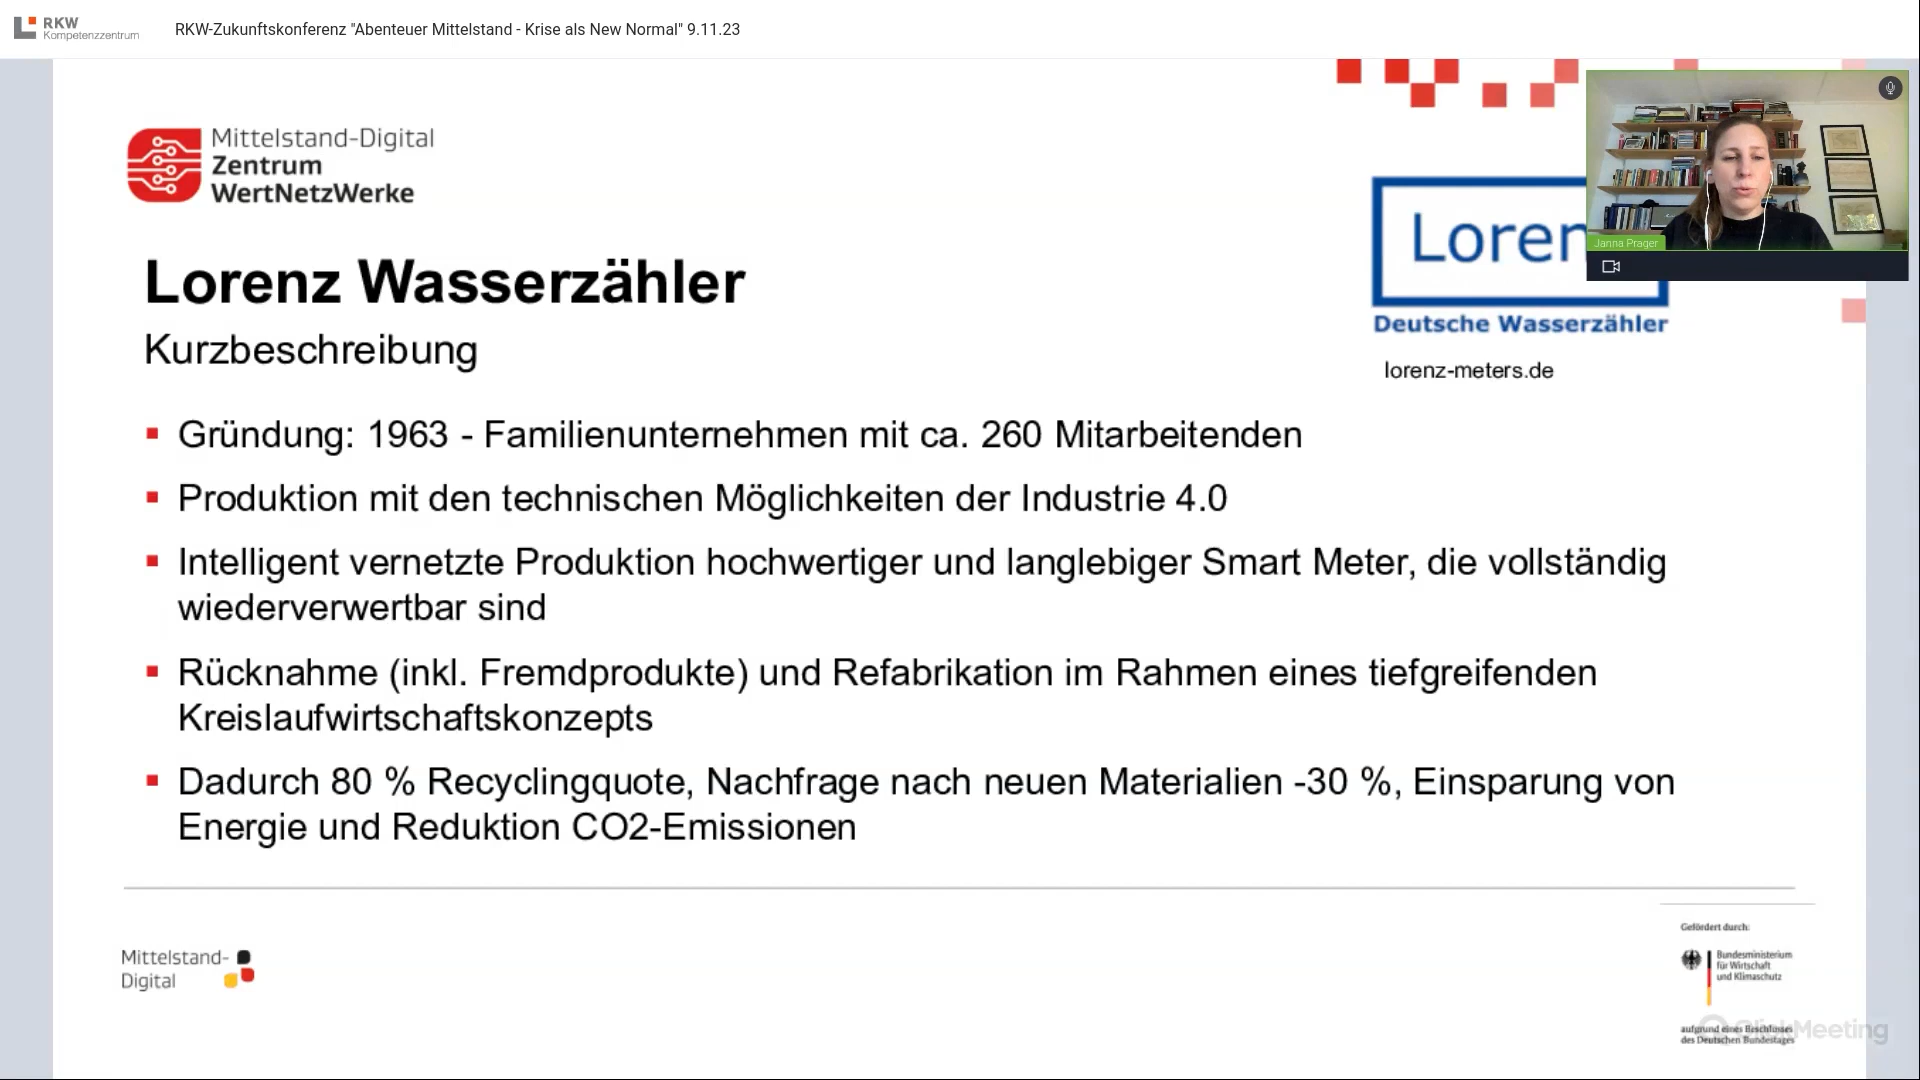 RKW
Kompetenzzentrum
RKW-Zukunftskonferenz "Abenteuer Mittelstand - Krise als New Normal" 9.11.23
Mittelstand-Digital
Zentrum
WertNetzWerke
Janna Prager
Loren
Deutsche Wasserzähler
lorenz-meters.de
Lorenz Wasserzähler
Kurzbeschreibung
Gründung: 1963 - Familienunternehmen mit ca. 260 Mitarbeitenden
Produktion mit den technischen Möglichkeiten der Industrie 4.0
Intelligent vernetzte Produktion hochwertiger und langlebiger Smart Meter, die vollständig
wiederverwertbar sind
Rücknahme (inkl. Fremdprodukte) und Refabrikation im Rahmen eines tiefgreifenden
Kreislaufwirtschaftskonzepts
Dadurch 80 % Recyclingquote, Nachfrage nach neuen Materialien -30 %, Einsparung von
Energie und Reduktion CO2-Emissionen
Mittelstand-
Digital
Gefördert durch:
Bundesministerium
für Wirtschaft
und Klimaschutz
aufgrund eines Beschlusses
des Deutschen Bundestages
ClickMeeting